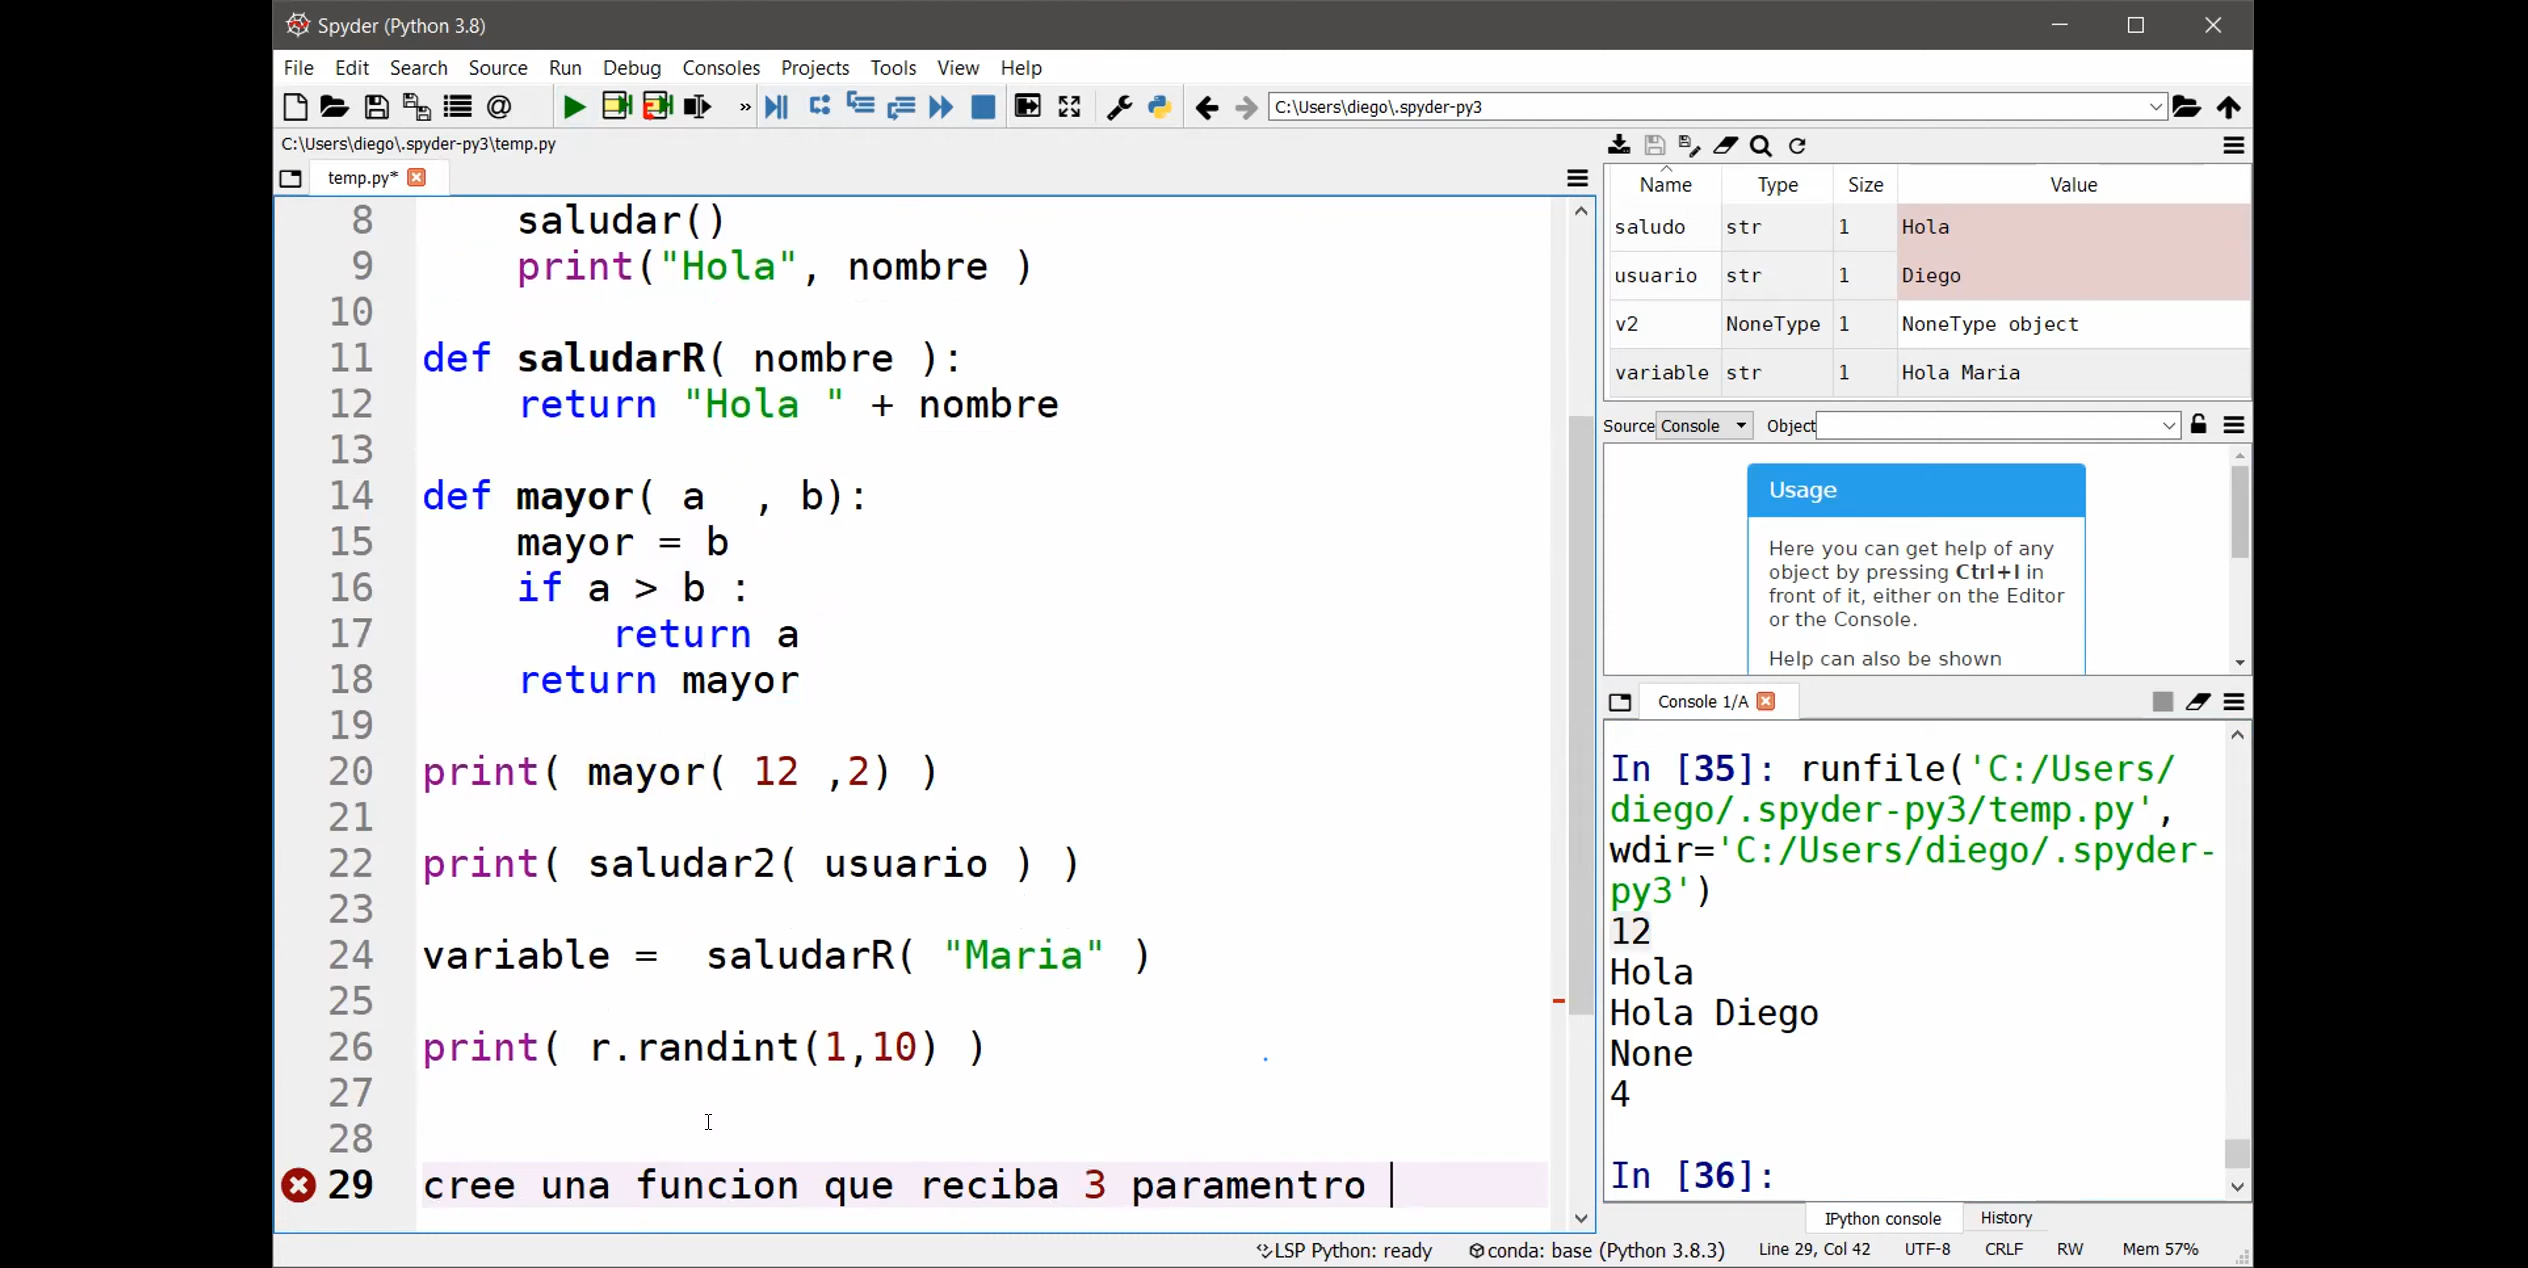 Spyder (Python 3.8)
File Edit Search Source Run Debug Consoles Projects Tools View Help
C:\Users\diego\.spyder-py3
C:\Users\diego\.spyder-py3\temp.py
temp.py*
8 saludar()
9 print("Hola", nombre )
10
11 def saludarR( nombre ):
12 return "Hola " + nombre
13
14 def mayor( a  , b):
15 mayor = b
16 if a > b :
17 return a
18 return mayor
19
20 print( mayor( 12 ,2) )
21
22 print( saludar2( usuario ) )
23
24 variable =  saludarR( "Maria" )
25
26 print( r.randint(1,10) )
27
28
29 cree una funcion que reciba 3 paramentro
Name Type Size Value
saludo str 1 Hola
usuario str 1 Diego
v2 NoneType 1 NoneType object
variable str 1 Hola Maria
Source Console Object
Usage
Here you can get help of any
object by pressing Ctrl+I in
front of it, either on the Editor
or the Console.
Help can also be shown
Console 1/A
In [35]: runfile('C:/Users/
diego/.spyder-py3/temp.py',
wdir='C:/Users/diego/.spyder-
py3')
12
Hola
Hola Diego
None
4
In [36]:
IPython console History
LSP Python: ready conda: base (Python 3.8.3) Line 29, Col 42 UTF-8 CRLF RW Mem 57%